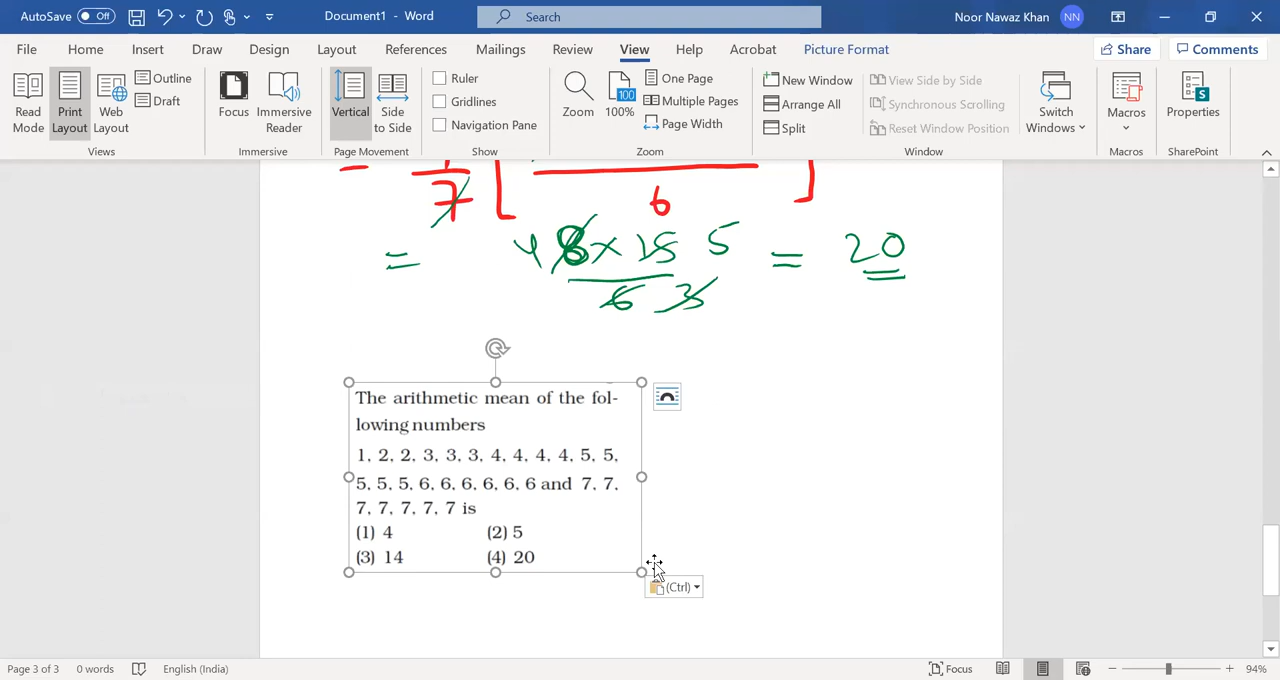 AutoSave Off Document1 - Word Search Noor Nawaz Khan NN
File Home Insert Draw Design Layout References Mailings Review View Help Acrobat Picture Format Share Comments
Read Mode Print Layout Web Layout Outline Draft Focus Immersive Reader Vertical Side to Side Ruler Gridlines Navigation Pane Zoom 100 100% One Page Multiple Pages Page Width New Window Arrange All Split View Side by Side Synchronous Scrolling Reset Window Position Switch Windows Macros Properties
Views Immersive Page Movement Show Zoom Window Macros SharePoint
7 [ 6 ]
= 4 8 × 15 5 = 20
6 3
The arithmetic mean of the fol-
lowing numbers
1, 2, 2, 3, 3, 3, 4, 4, 4, 4, 5, 5,
5, 5, 5, 6, 6, 6, 6, 6, 6 and 7, 7,
7, 7, 7, 7, 7 is
(1) 4 (2) 5
(3) 14 (4) 20
(Ctrl)
Page 3 of 3 0 words English (India) Focus 94%